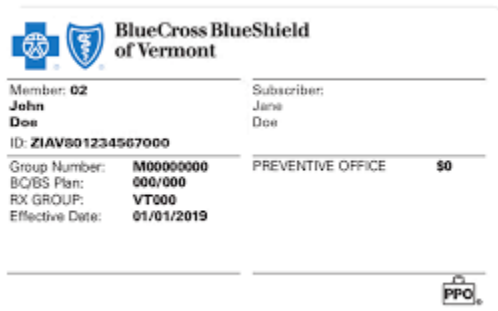 BlueCross BlueShield
of Vermont
Member: 02
John
Doe
ID: ZIAV801234567000
Subscriber:
Jane
Doe
Group Number: M00000000
BC/BS Plan: 000/000
RX GROUP: VT000
Effective Date: 01/01/2019
PREVENTIVE OFFICE $0
PPO